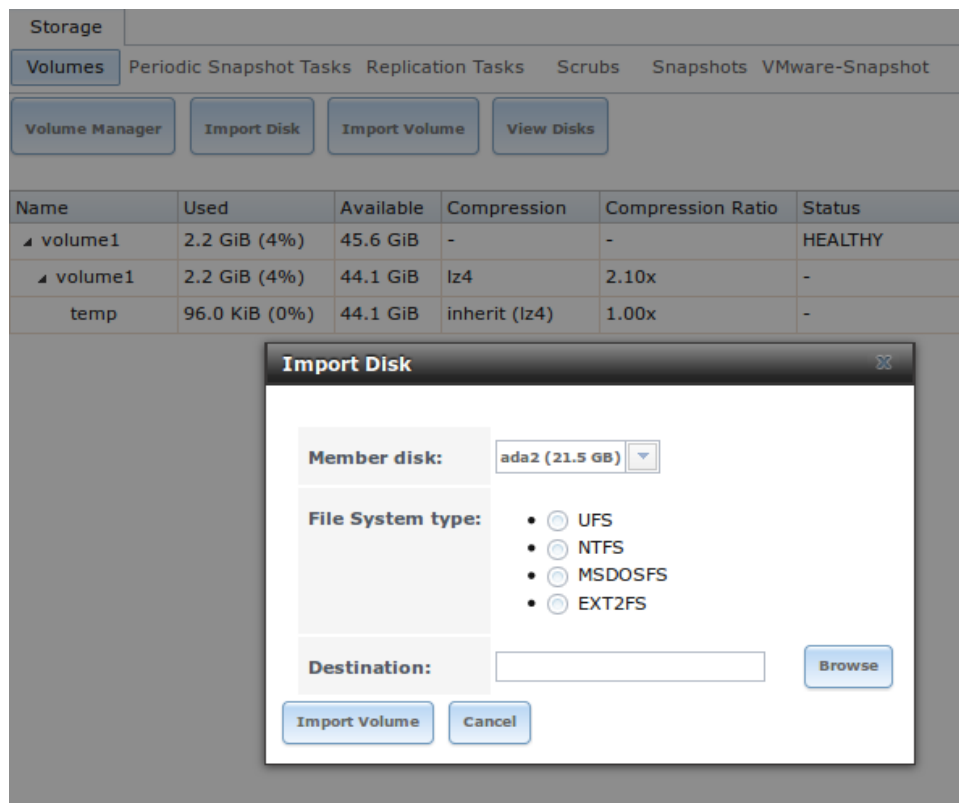 Storage
Volumes Periodic Snapshot Tasks Replication Tasks Scrubs Snapshots VMware-Snapshot
Volume Manager Import Disk Import Volume View Disks
Name Used Available Compression Compression Ratio Status
volume1 2.2 GiB (4%) 45.6 GiB - - HEALTHY
volume1 2.2 GiB (4%) 44.1 GiB lz4 2.10x -
temp 96.0 KiB (0%) 44.1 GiB inherit (lz4) 1.00x -
Import Disk
Member disk: ada2 (21.5 GB)
File System type: • UFS
• NTFS
• MSDOSFS
• EXT2FS
Destination: Browse
Import Volume Cancel